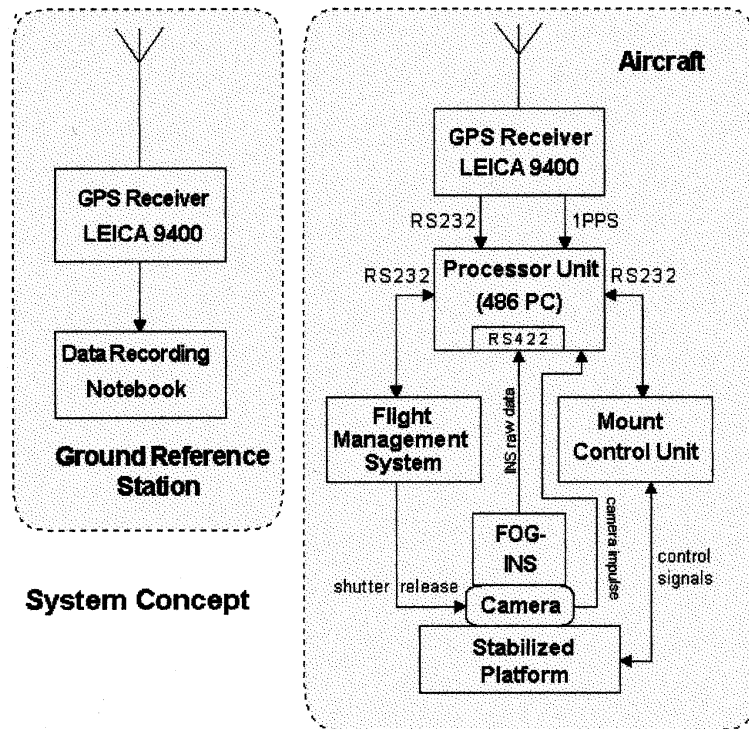 GPS Receiver
LEICA 9400
Data Recording
Notebook
Ground Reference
Station
System Concept
Aircraft
GPS Receiver
LEICA 9400
RS232
1PPS
RS232
Processor Unit
(486 PC)
RS422
RS232
Flight
Management
System
INS raw data
camera impulse
Mount
Control Unit
FOG-
INS
shutter release
Camera
control
signals
Stabilized
Platform